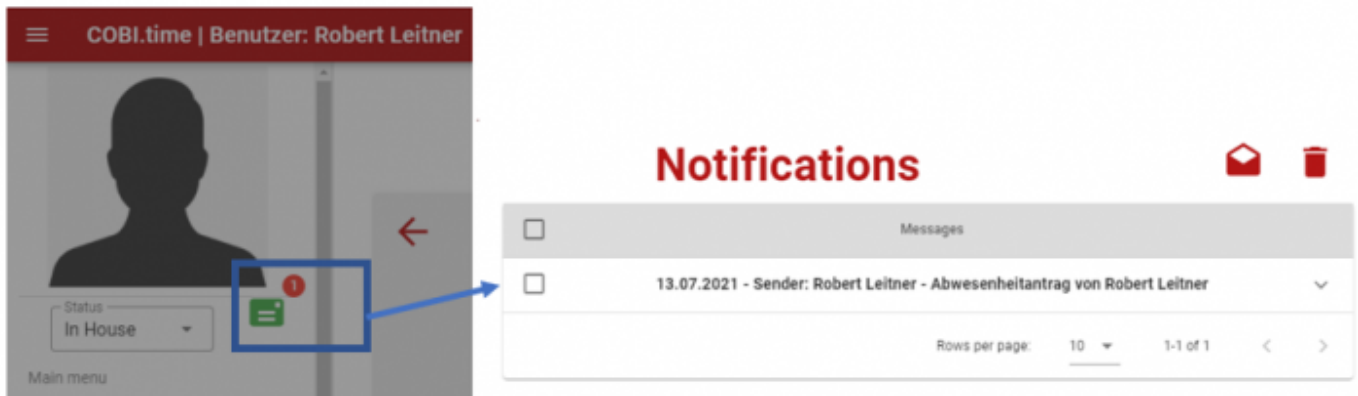 COBI.time | Benutzer: Robert Leitner
1
Status
In House
Main menu
Notifications
Messages
13.07.2021 - Sender: Robert Leitner - Abwesenheitantrag von Robert Leitner
Rows per page: 10 1-1 of 1